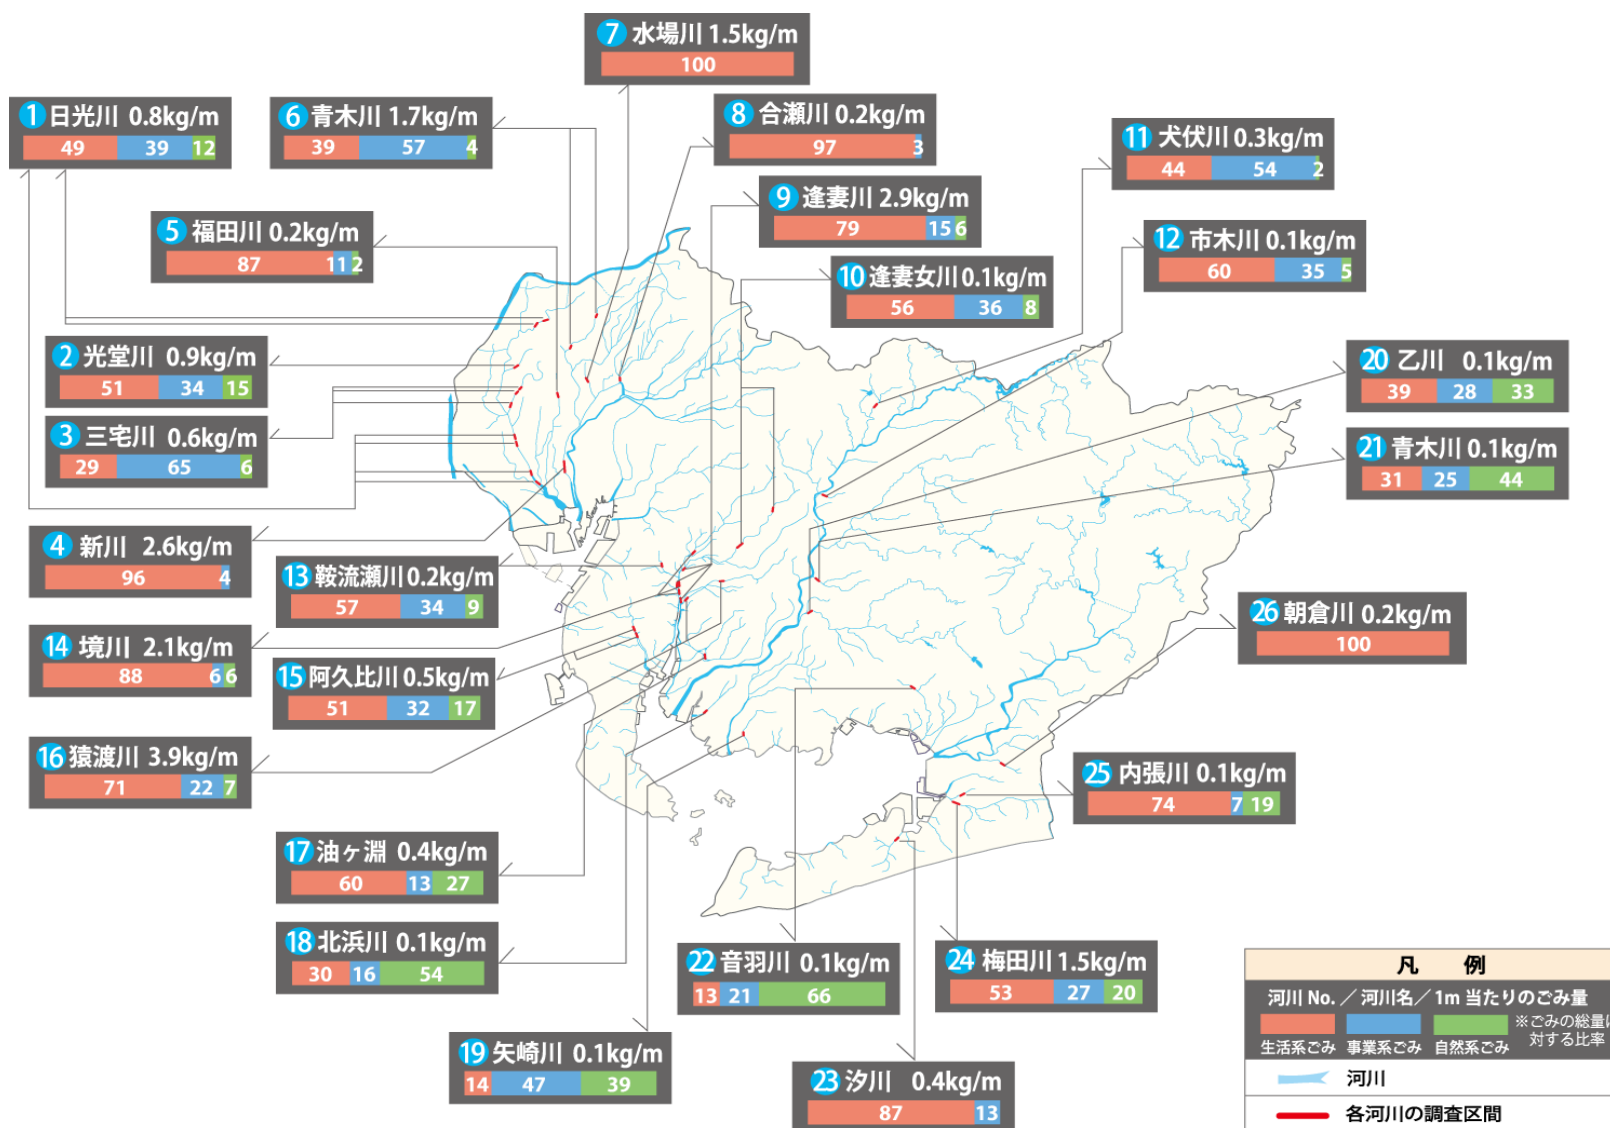 7 水場川 1.5kg/m
100
1 日光川 0.8kg/m
49 39 12
6 青木川 1.7kg/m
39 57 4
8 合瀬川 0.2kg/m
97 3
11 犬伏川 0.3kg/m
44 54 2
9 逢妻川 2.9kg/m
79 15 6
5 福田川 0.2kg/m
87 11 2
12 市木川 0.1kg/m
60 35 5
10 逢妻女川 0.1kg/m
56 36 8
2 光堂川 0.9kg/m
51 34 15
20 乙川 0.1kg/m
39 28 33
3 三宅川 0.6kg/m
29 65 6
21 青木川 0.1kg/m
31 25 44
4 新川 2.6kg/m
96 4
13 鞍流瀬川 0.2kg/m
57 34 9
26 朝倉川 0.2kg/m
100
14 境川 2.1kg/m
88 6 6
15 阿久比川 0.5kg/m
51 32 17
16 猿渡川 3.9kg/m
71 22 7
25 内張川 0.1kg/m
74 7 19
17 油ヶ淵 0.4kg/m
60 13 27
18 北浜川 0.1kg/m
30 16 54
22 音羽川 0.1kg/m
13 21 66
24 梅田川 1.5kg/m
53 27 20
19 矢崎川 0.1kg/m
14 47 39
23 汐川 0.4kg/m
87 13
凡 例
河川 No. ／河川名／1m 当たりのごみ量
生活系ごみ 事業系ごみ 自然系ごみ
※ごみの総量に
対する比率
河川
各河川の調査区間